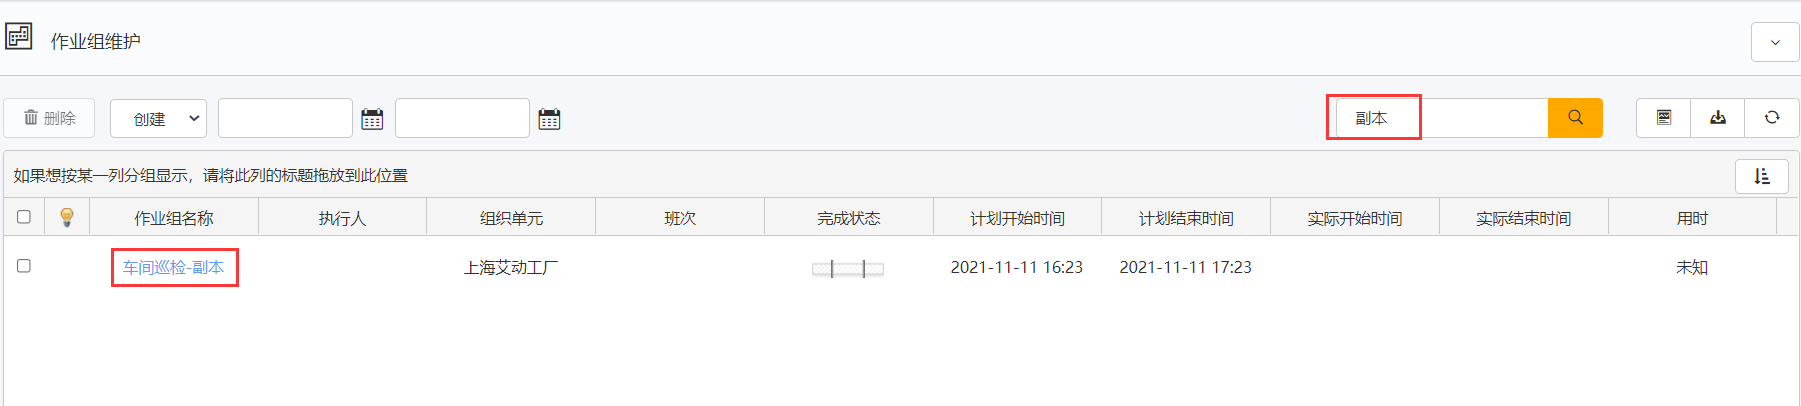 作业组维护
删除 创建 副本
如果想按某一列分组显示，请将此列的标题拖放到此位置
作业组名称 执行人 组织单元 班次 完成状态 计划开始时间 计划结束时间 实际开始时间 实际结束时间 用时
车间巡检-副本 上海艾动工厂 2021-11-11 16:23 2021-11-11 17:23 未知